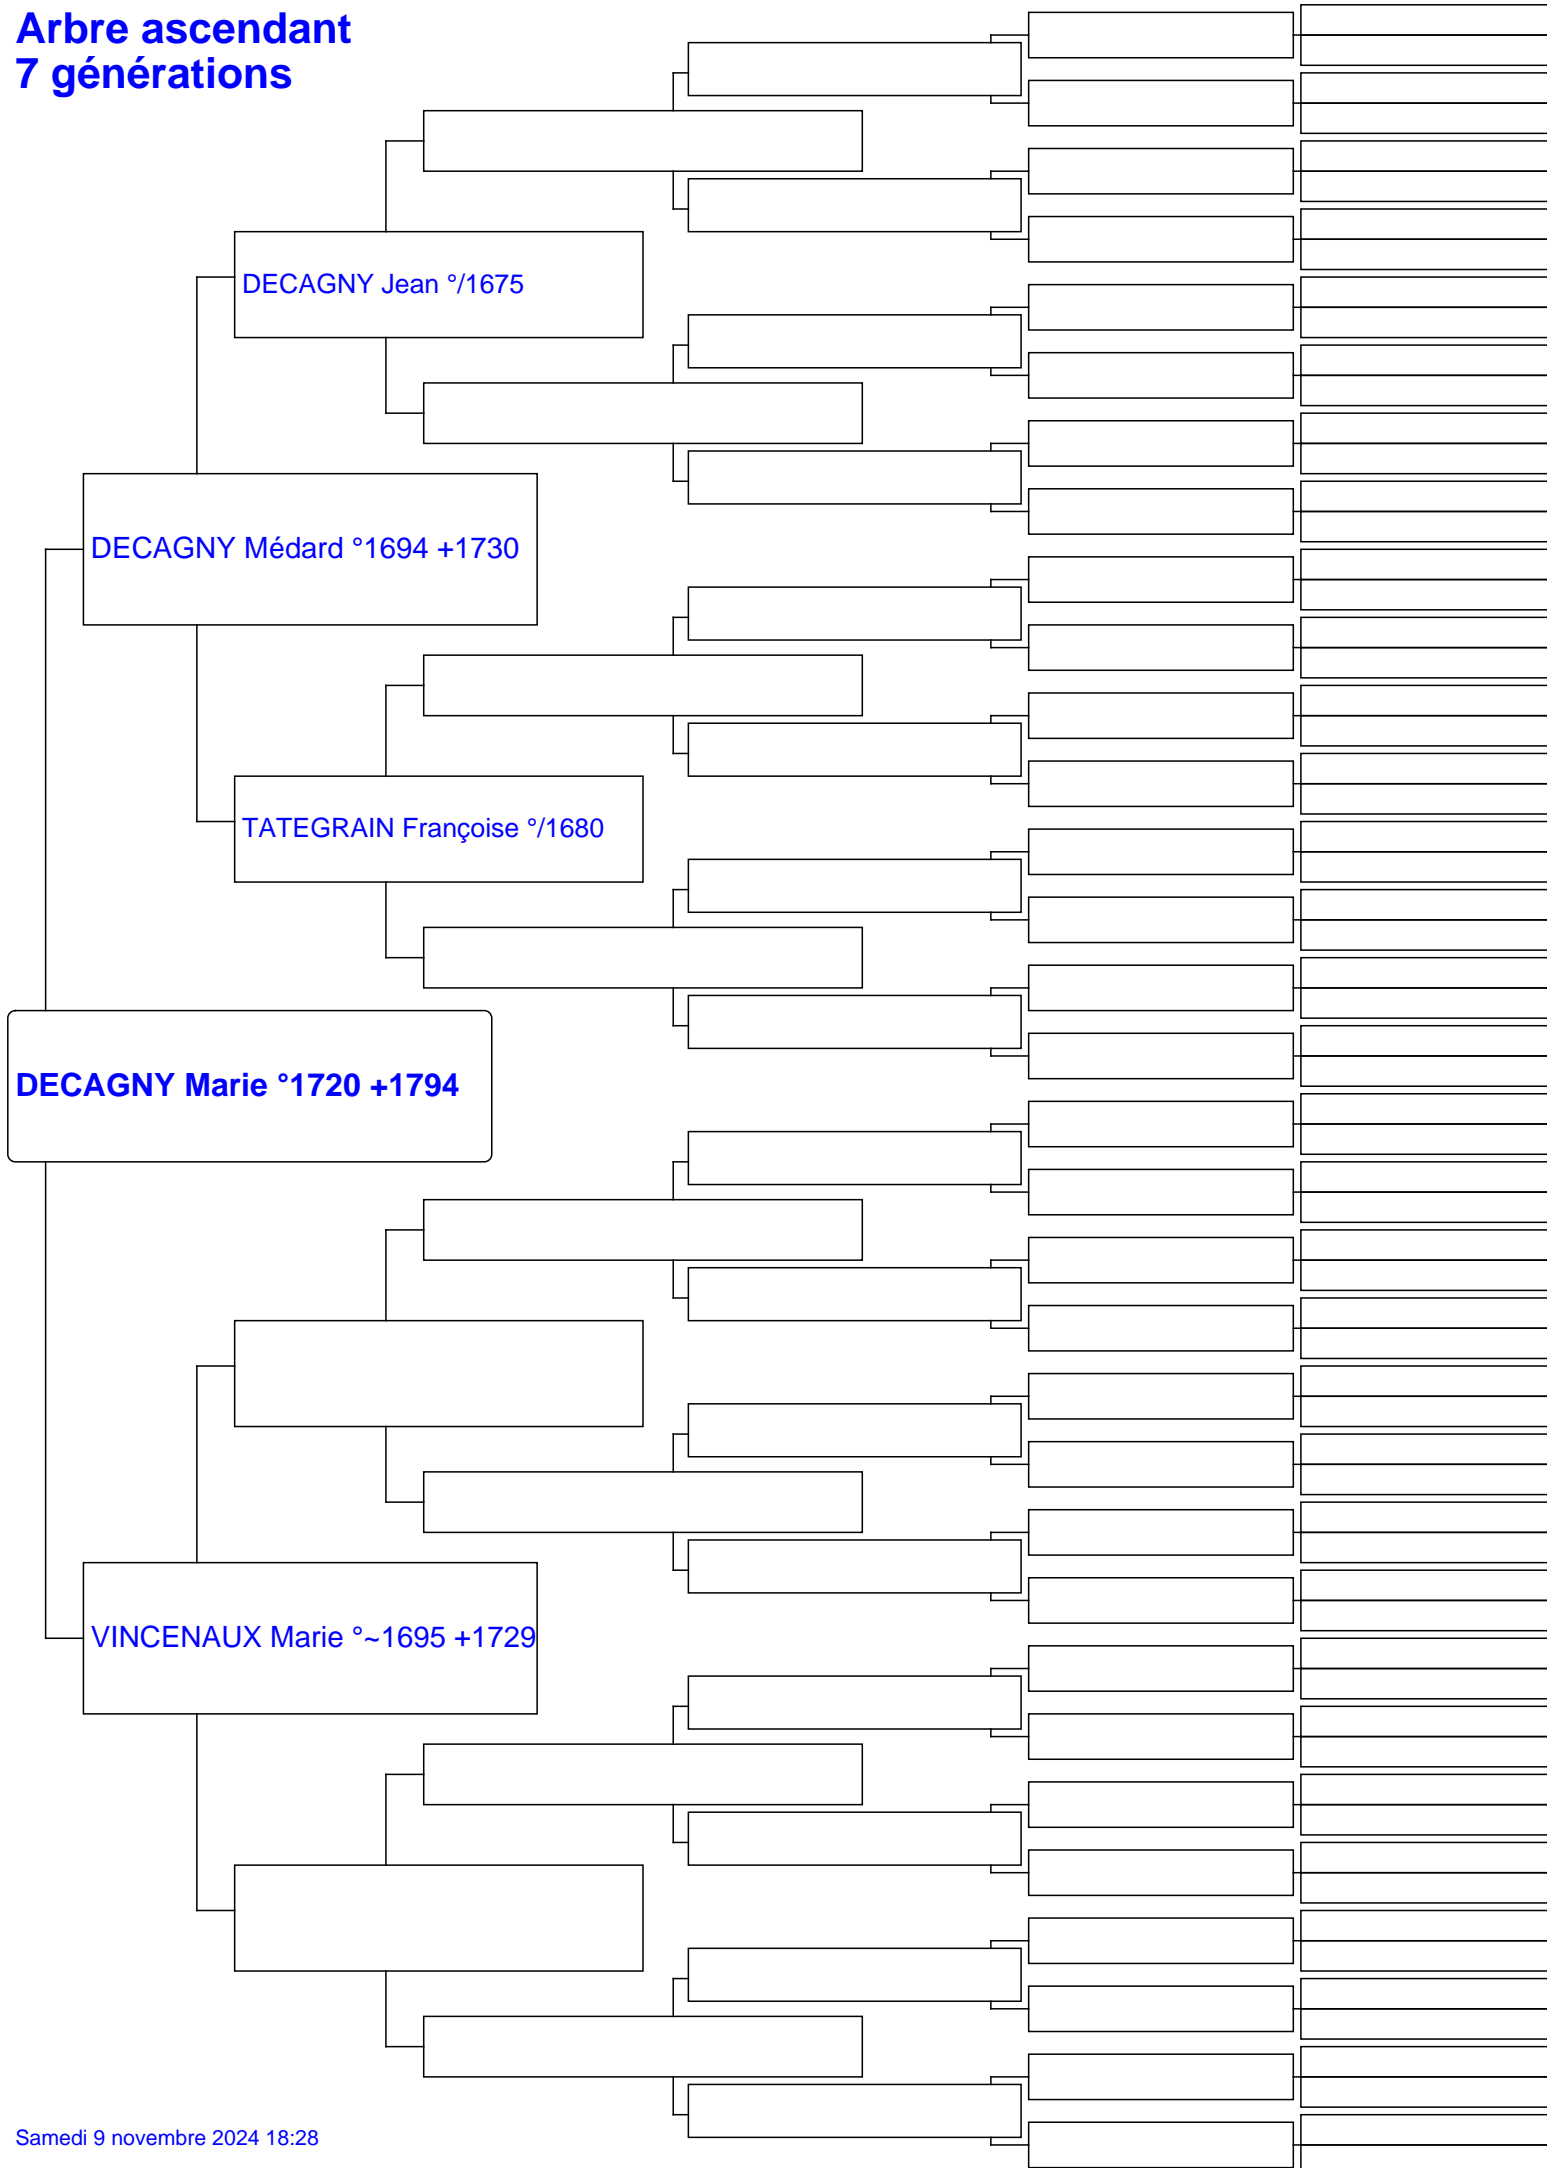 Arbre ascendant
7 générations
DECAGNY Jean °/1675
DECAGNY Médard °1694 +1730
TATEGRAIN Françoise °/1680
DECAGNY Marie °1720 +1794
VINCENAUX Marie °~1695 +1729
Samedi 9 novembre 2024 18:28